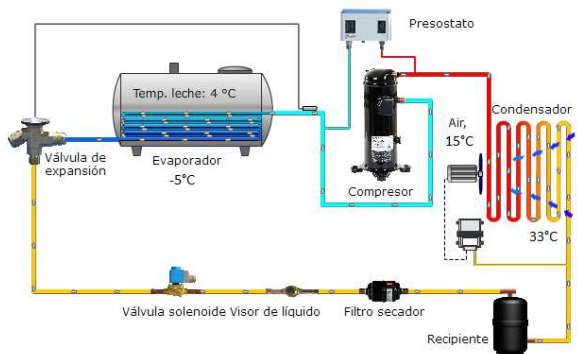 Presostato
Temp. leche: 4 °C
Air,
15°C
Condensador
Válvula de
expansión
Evaporador
-5°C
Compresor
33°C
Válvula solenoide
Visor de líquido
Filtro secador
Recipiente